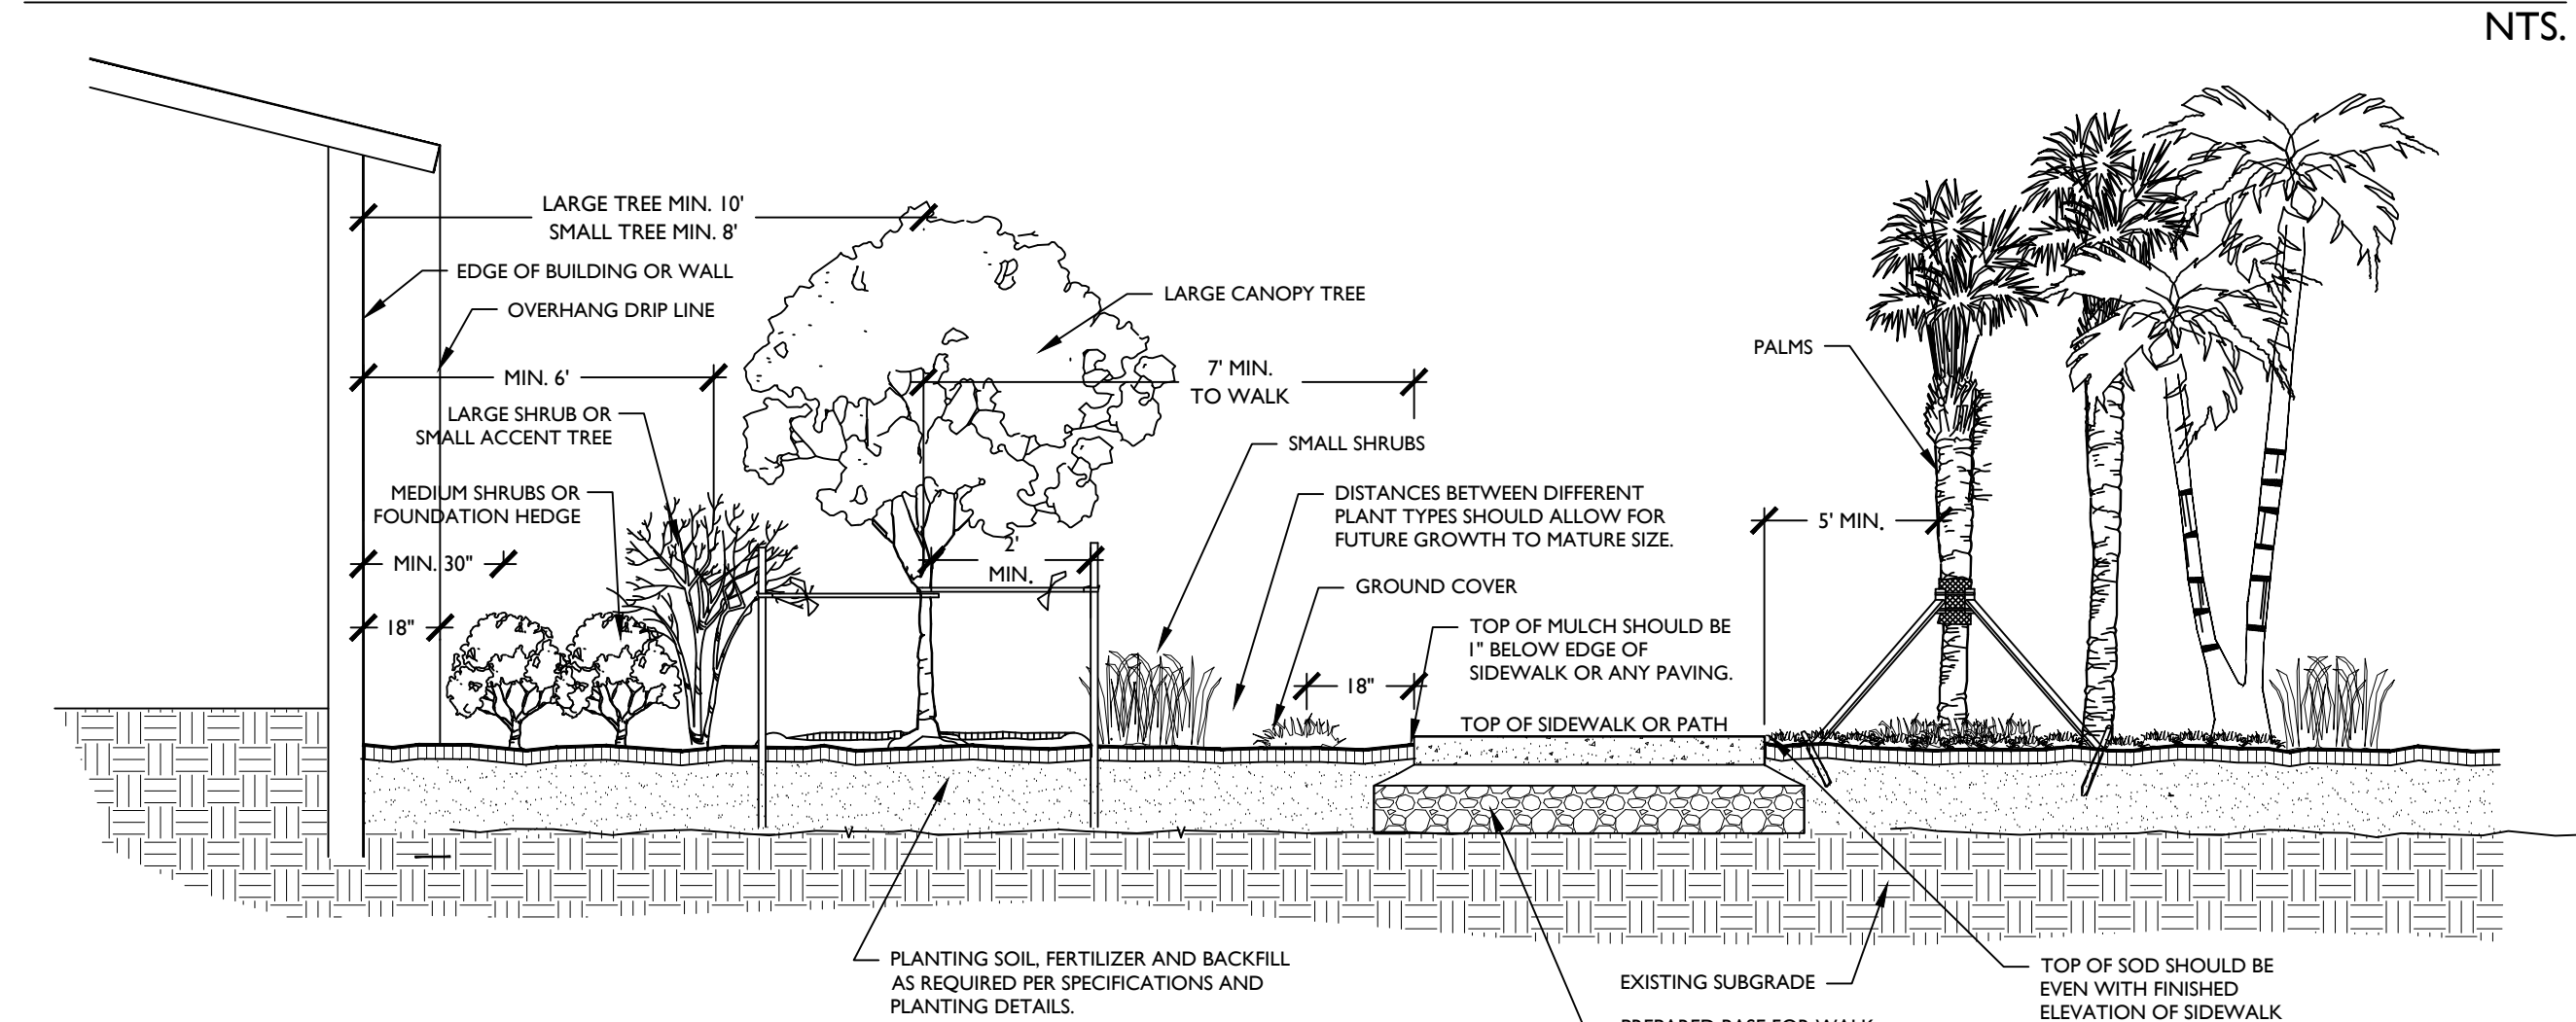 NTS.
LARGE TREE MIN. 10'
SMALL TREE MIN. 8'
EDGE OF BUILDING OR WALL
OVERHANG DRIP LINE
LARGE CANOPY TREE
MIN. 6'
7' MIN.
TO WALK
PALMS
LARGE SHRUB OR
SMALL ACCENT TREE
SMALL SHRUBS
MEDIUM SHRUBS OR
FOUNDATION HEDGE
DISTANCES BETWEEN DIFFERENT
PLANT TYPES SHOULD ALLOW FOR
FUTURE GROWTH TO MATURE SIZE.
5' MIN.
2'
MIN.
MIN. 30"
GROUND COVER
18"
TOP OF MULCH SHOULD BE
1" BELOW EDGE OF
SIDEWALK OR ANY PAVING.
18"
TOP OF SIDEWALK OR PATH
PLANTING SOIL, FERTILIZER AND BACKFILL
AS REQUIRED PER SPECIFICATIONS AND
PLANTING DETAILS.
EXISTING SUBGRADE
TOP OF SOD SHOULD BE
EVEN WITH FINISHED
ELEVATION OF SIDEWALK
PREPARED BASE FOR WALK